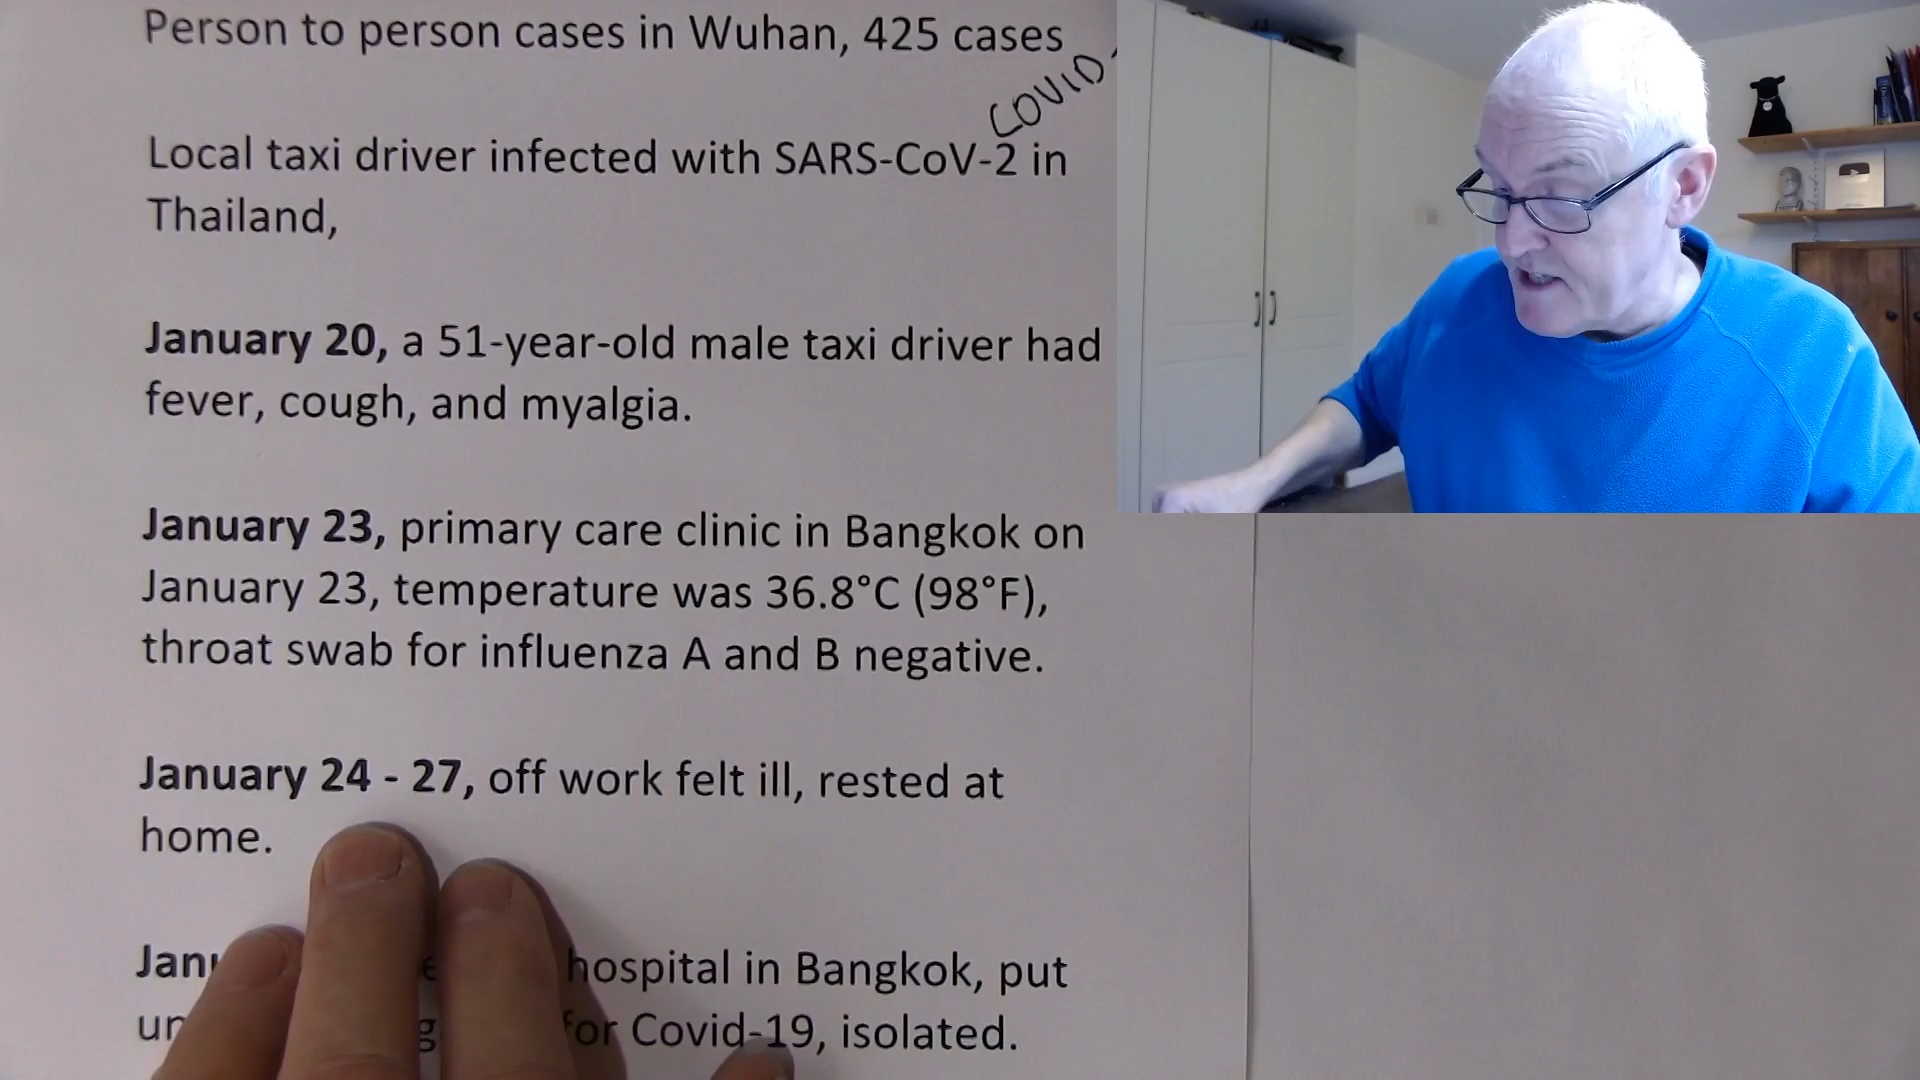 Person to person cases in Wuhan, 425 cases
COVID-
Local taxi driver infected with SARS-CoV-2 in
Thailand,
January 20, a 51-year-old male taxi driver had
fever, cough, and myalgia.
January 23, primary care clinic in Bangkok on
January 23, temperature was 36.8°C (98°F),
throat swab for influenza A and B negative.
January 24 - 27, off work felt ill, rested at
home.
hospital in Bangkok, put
for Covid-19, isolated.